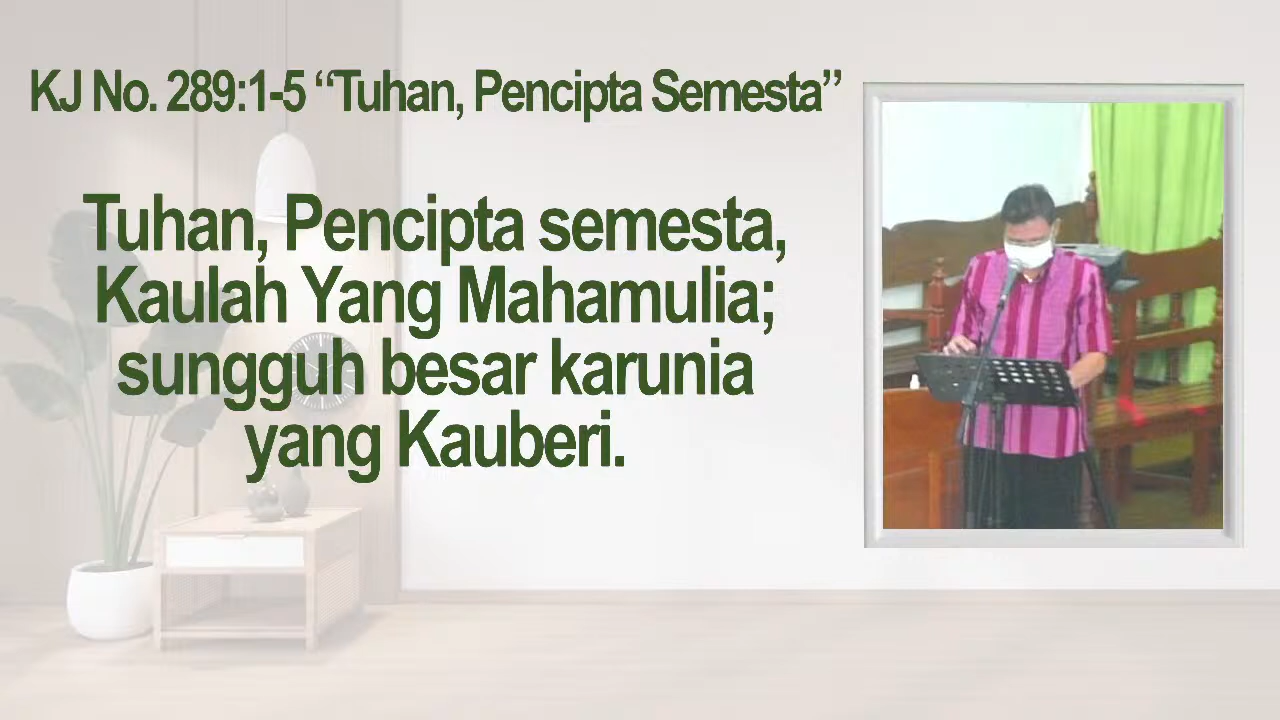 KJ No. 289:1-5 “Tuhan, Pencipta Semesta”
Tuhan, Pencipta semesta,
Kaulah Yang Mahamulia;
sungguh besar karunia
yang Kauberi.